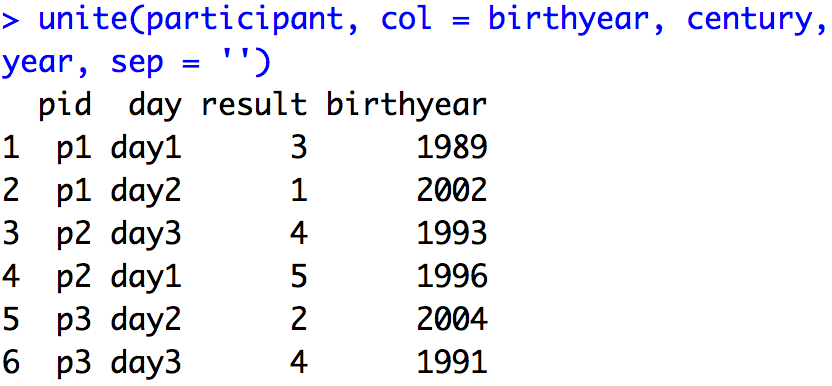 > unite(participant, col = birthyear, century,
year, sep = '')
  pid  day result birthyear
1  p1 day1      3      1989
2  p1 day2      1      2002
3  p2 day3      4      1993
4  p2 day1      5      1996
5  p3 day2      2      2004
6  p3 day3      4      1991